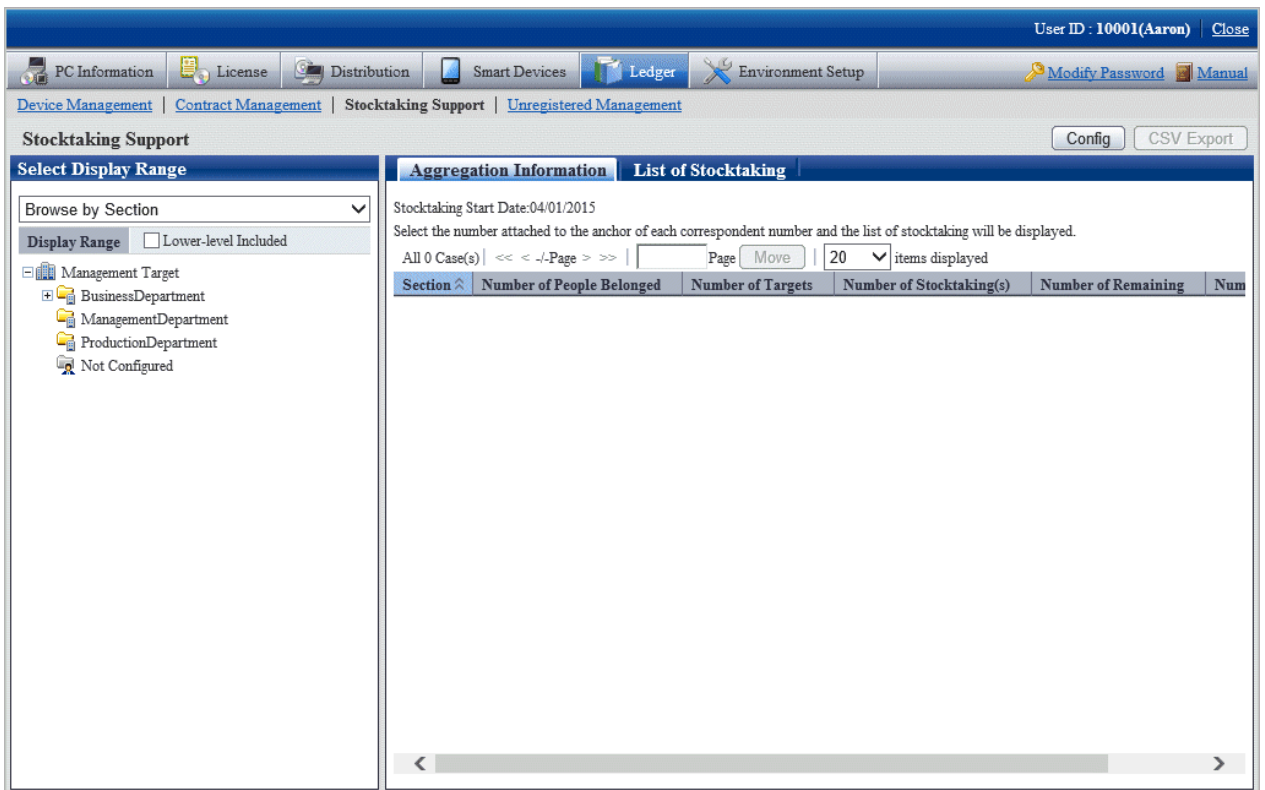 User ID : 10001(Aaron) Close
PC Information License Distribution Smart Devices Ledger Environment Setup Modify Password Manual
Device Management | Contract Management | Stocktaking Support | Unregistered Management
Stocktaking Support Config CSV Export
Select Display Range
Browse by Section
Display Range Lower-level Included
Management Target
BusinessDepartment
ManagementDepartment
ProductionDepartment
Not Configured
Aggregation Information List of Stocktaking
Stocktaking Start Date:04/01/2015
Select the number attached to the anchor of each correspondent number and the list of stocktaking will be displayed.
All 0 Case(s) | << < -/-Page > >> | Page Move | 20 items displayed
Section Number of People Belonged Number of Targets Number of Stocktaking(s) Number of Remaining Num